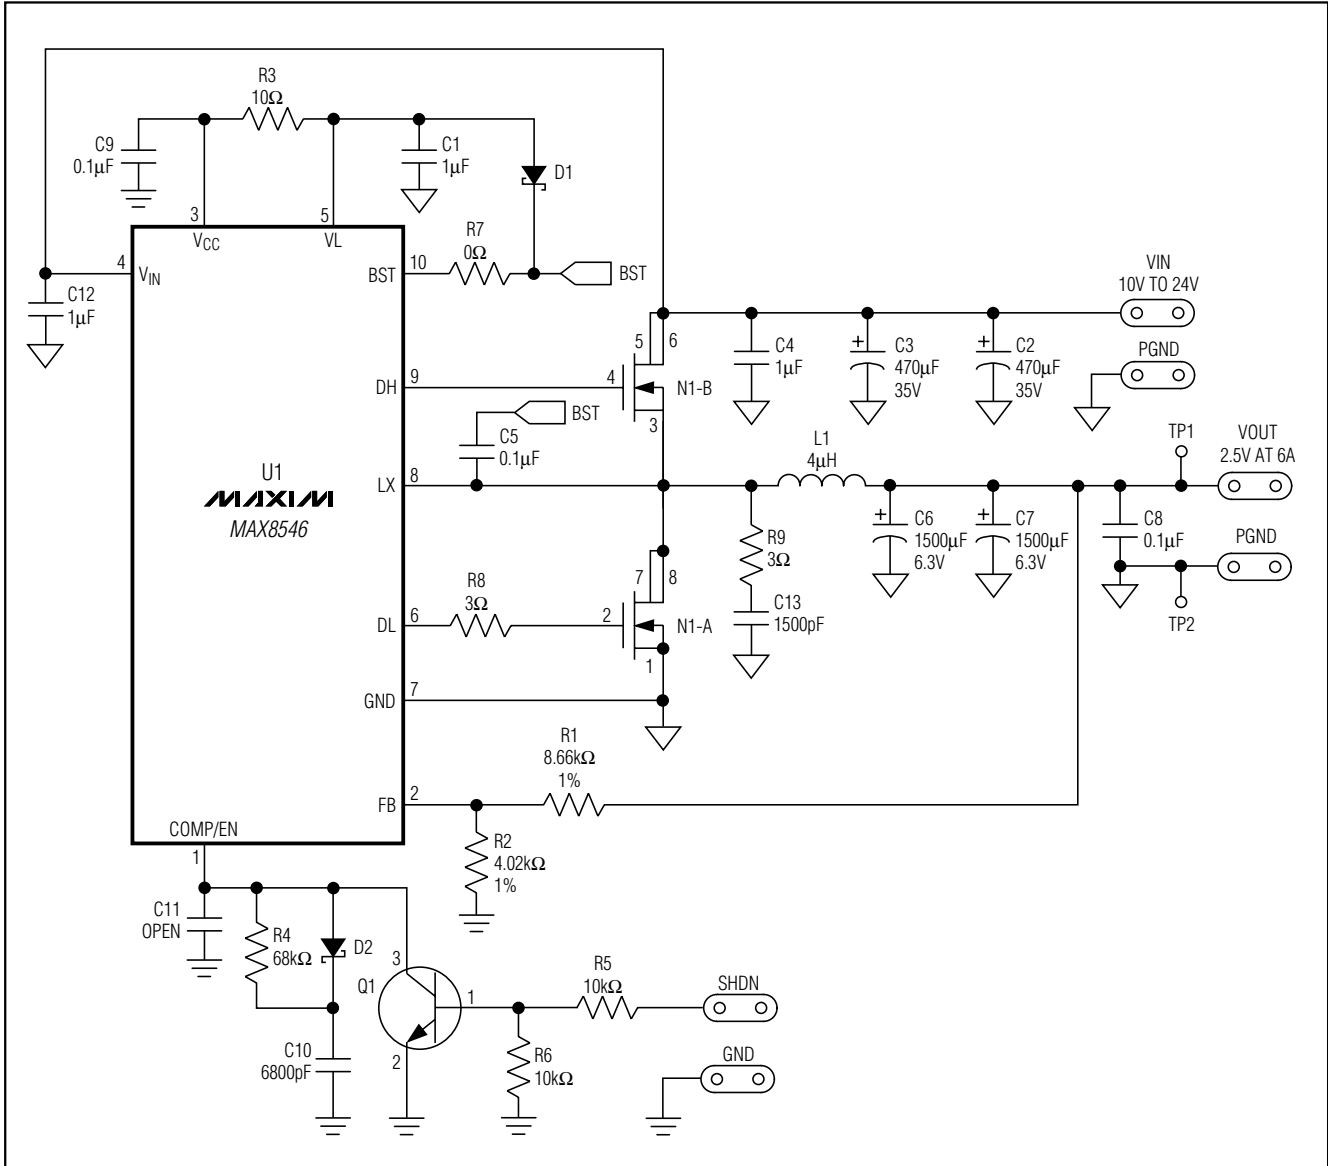 R3
10Ω
C9
0.1µF
C1
1µF
D1
3
VCC
5
VL
R7
0Ω
4
VIN
BST
10
BST
C12
1µF
VIN
10V TO 24V
5
6
C4
1µF
+
C3
470µF
35V
+
C2
470µF
35V
PGND
DH
9
4
N1-B
3
BST
C5
0.1µF
L1
4µH
TP1
VOUT
2.5V AT 6A
U1
MAXIM
MAX8546
LX
8
R9
3Ω
+
C6
1500µF
6.3V
+
C7
1500µF
6.3V
C8
0.1µF
PGND
7
8
R8
3Ω
DL
6
2
N1-A
1
C13
1500pF
TP2
GND
7
R1
8.66kΩ
1%
FB
2
COMP/EN
1
R2
4.02kΩ
1%
C11
OPEN
R4
68kΩ
D2
3
Q1
1
2
R5
10kΩ
SHDN
C10
6800pF
R6
10kΩ
GND